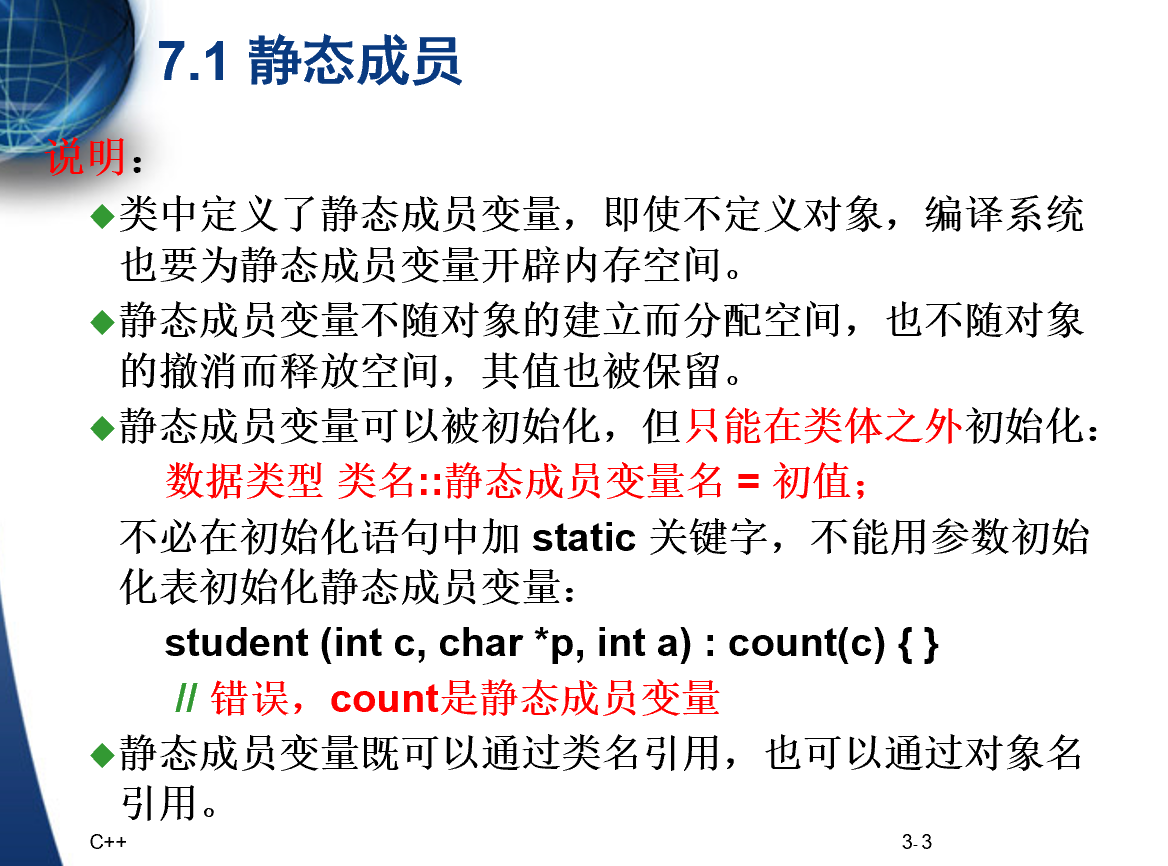 7.1 静态成员
说明：
类中定义了静态成员变量，即使不定义对象，编译系统
也要为静态成员变量开辟内存空间。
静态成员变量不随对象的建立而分配空间，也不随对象
的撤消而释放空间，其值也被保留。
静态成员变量可以被初始化，但只能在类体之外初始化：
数据类型 类名::静态成员变量名 = 初值；
不必在初始化语句中加 static 关键字，不能用参数初始
化表初始化静态成员变量：
student (int c, char *p, int a) : count(c) { }
// 错误，count是静态成员变量
静态成员变量既可以通过类名引用，也可以通过对象名
引用。
C++
3- 3